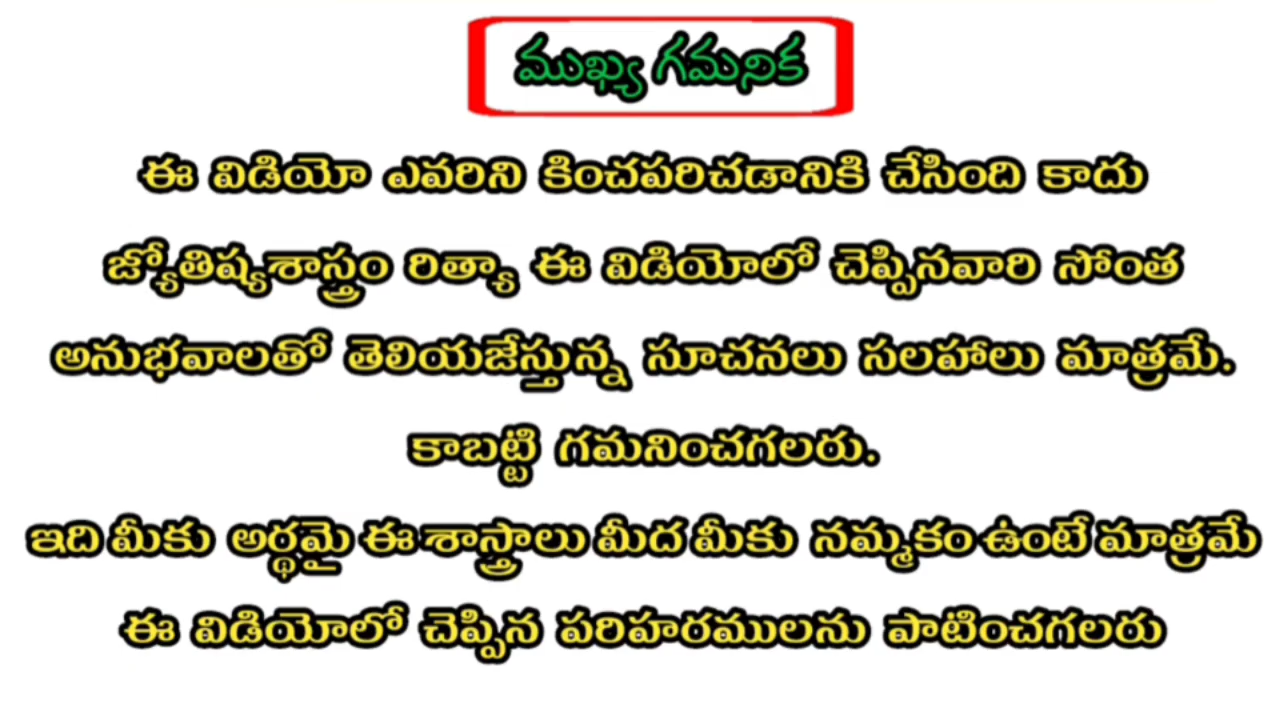 ముఖ్య గమనిక
ఈ విడియో ఎవరిని కించపరిచడానికి చేసింది కాదు
జ్యోతిష్యశాస్త్రం రిత్యా ఈ విడియోలో చెప్పినవారి సోంత
అనుభవాలతో తెలియజేస్తున్న సూచనలు సలహాలు మాత్రమే.
కాబట్టి గమనించగలరు.
ఇది మీకు అర్థమై ఈ శాస్త్రాలు మీద మీకు నమ్మకం ఉంటే మాత్రమే
ఈ విడియోలో చెప్పిన పరిహరములను పాటించగలరు